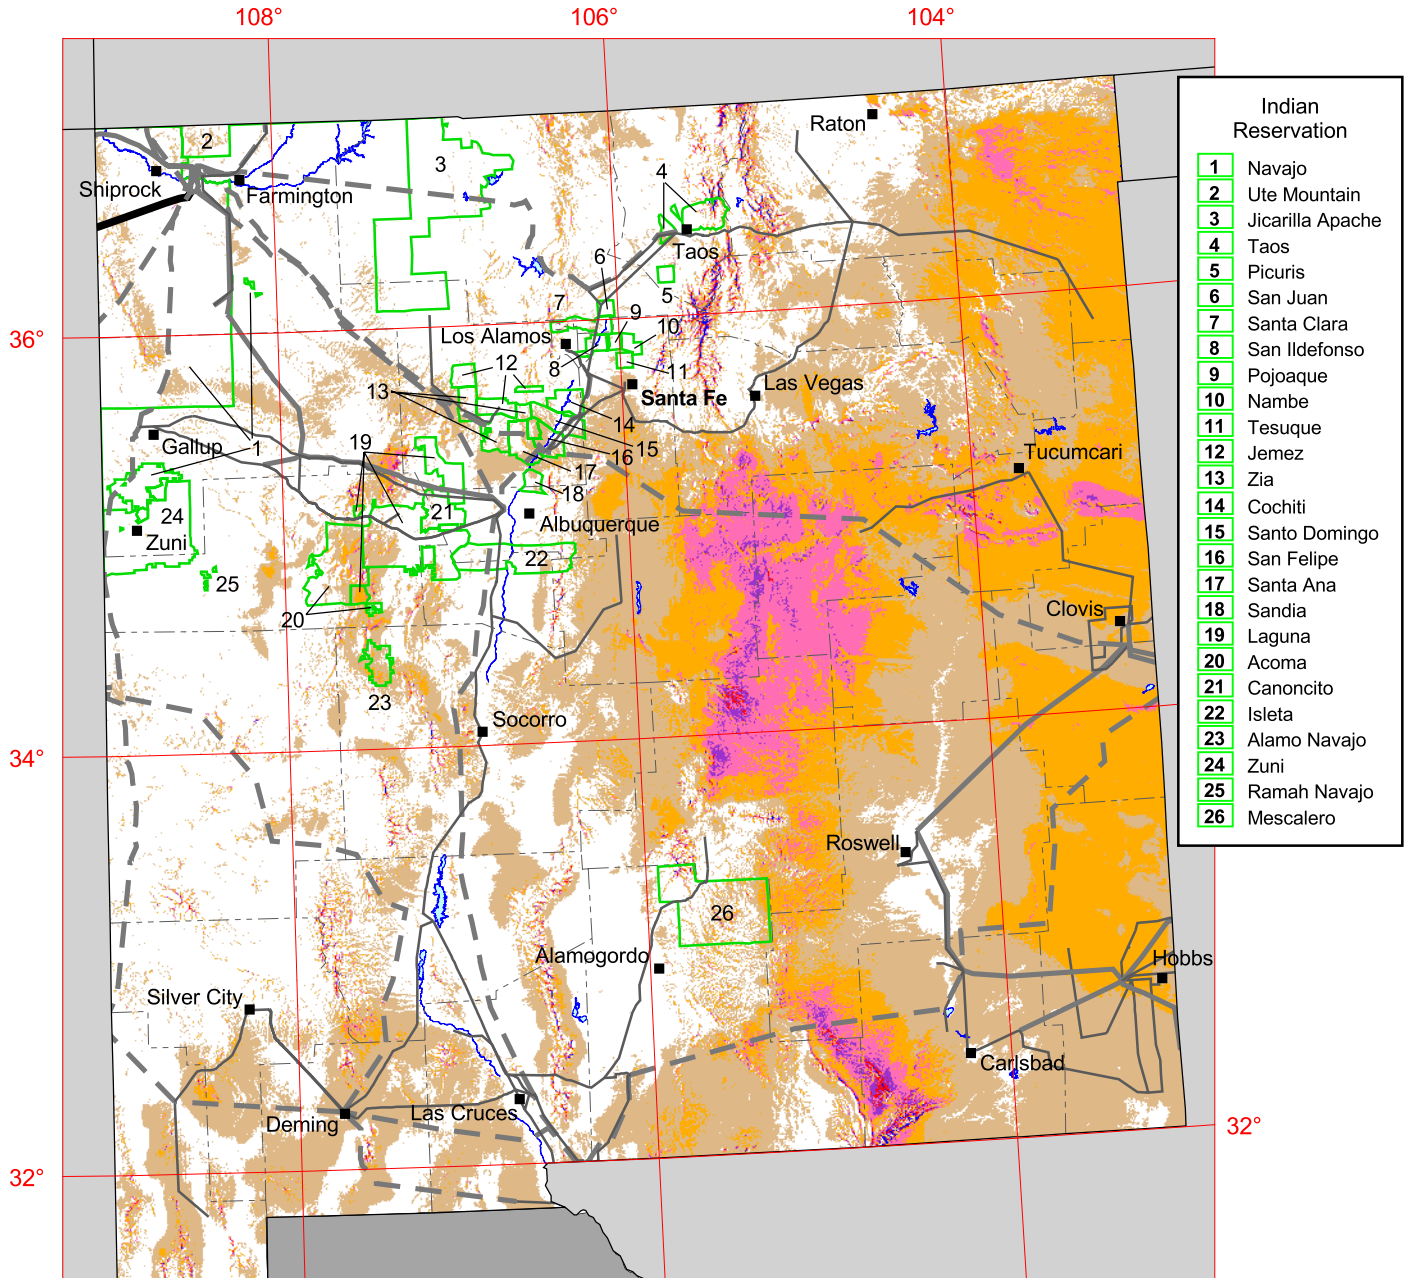 108°
106°
104°
Indian
Reservation
1 Navajo
2 Ute Mountain
3 Jicarilla Apache
4 Taos
5 Picuris
6 San Juan
7 Santa Clara
8 San Ildefonso
9 Pojoaque
10 Nambe
11 Tesuque
12 Jemez
13 Zia
14 Cochiti
15 Santo Domingo
16 San Felipe
17 Santa Ana
18 Sandia
19 Laguna
20 Acoma
21 Canoncito
22 Isleta
23 Alamo Navajo
24 Zuni
25 Ramah Navajo
26 Mescalero
Raton
2
3
4
Shiprock
Farmington
Taos
6
5
7
9
10
36°
Los Alamos
8
11
12
13
Santa Fe
Las Vegas
14
15
16
17
18
19
1
Gallup
Tucumcari
24
21
Albuquerque
Zuni
22
25
20
Clovis
23
Socorro
34°
Roswell
26
Alamogordo
Hobbs
Silver City
Carlsbad
Las Cruces
Deming
32°
32°